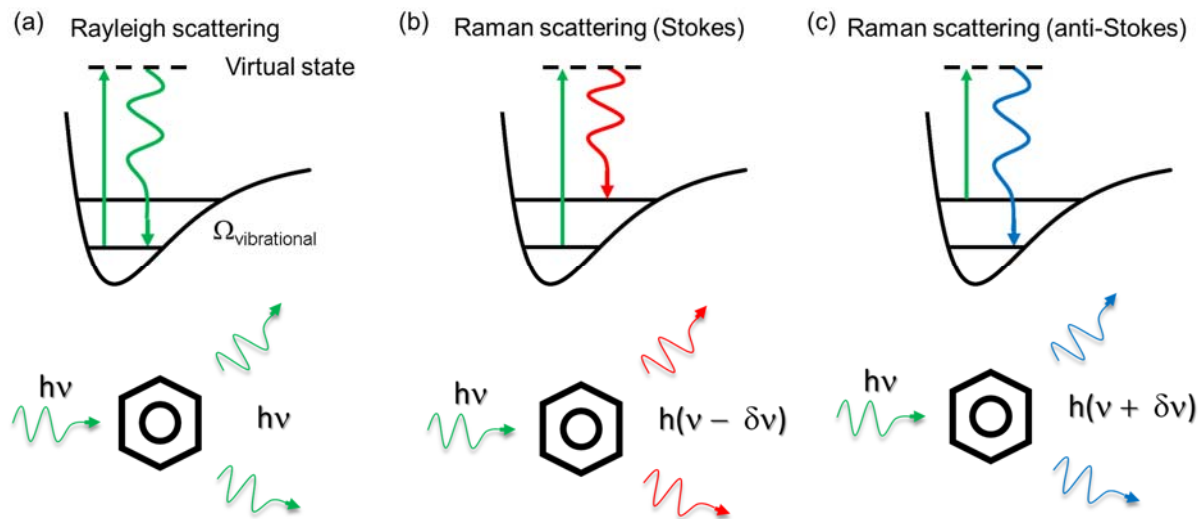 (a) Rayleigh scattering
(b) Raman scattering (Stokes)
(c) Raman scattering (anti-Stokes)
Virtual state
Ωvibrational
hν
hν
hν
h(ν − δν)
hν
h(ν + δν)